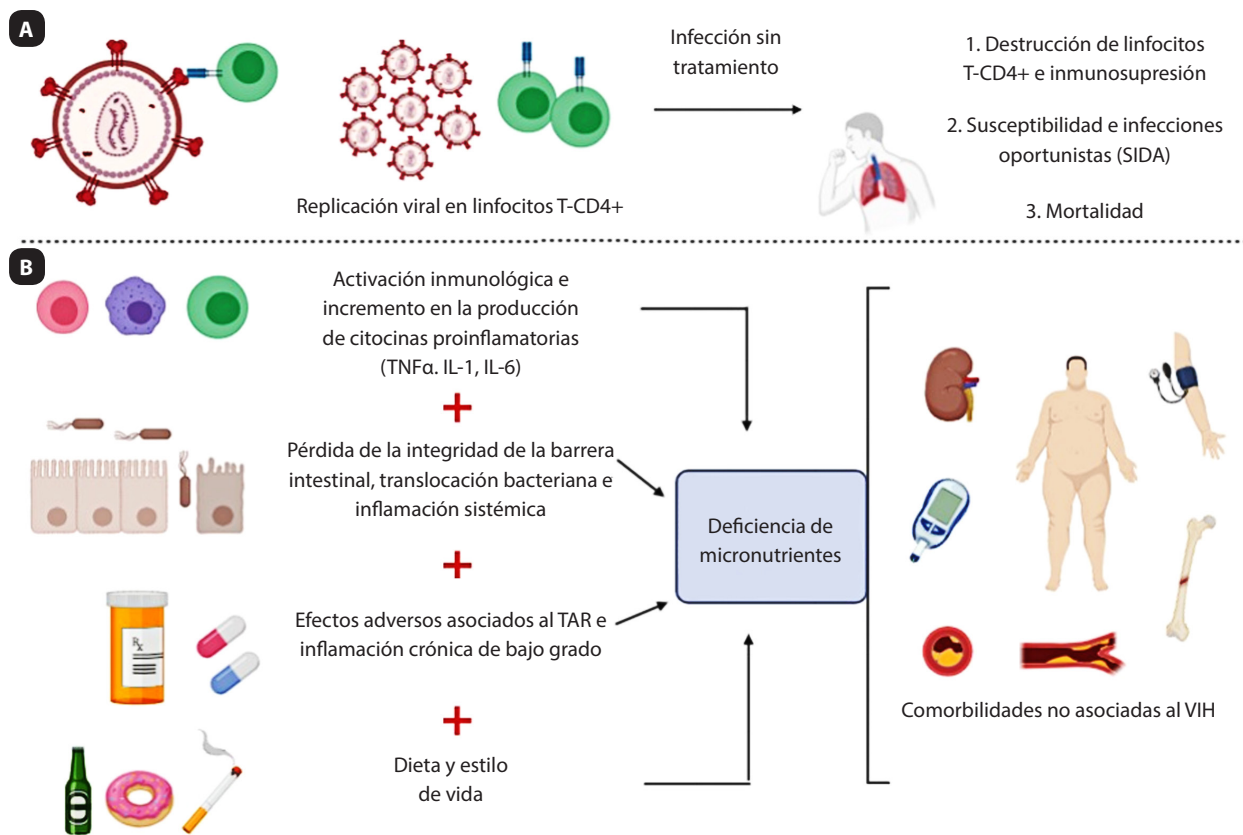 A
Infección sin
tratamiento
1. Destrucción de linfocitos
T-CD4+ e inmunosupresión
2. Susceptibilidad e infecciones
oportunistas (SIDA)
3. Mortalidad
Replicación viral en linfocitos T-CD4+
B
Activación inmunológica e
incremento en la producción
de citocinas proinflamatorias
(TNFα. IL-1, IL-6)
+
Pérdida de la integridad de la barrera
intestinal, translocación bacteriana e
inflamación sistémica
+
Efectos adversos asociados al TAR e
inflamación crónica de bajo grado
+
Dieta y estilo
de vida
Deficiencia de
micronutrientes
Comorbilidades no asociadas al VIH
Rx